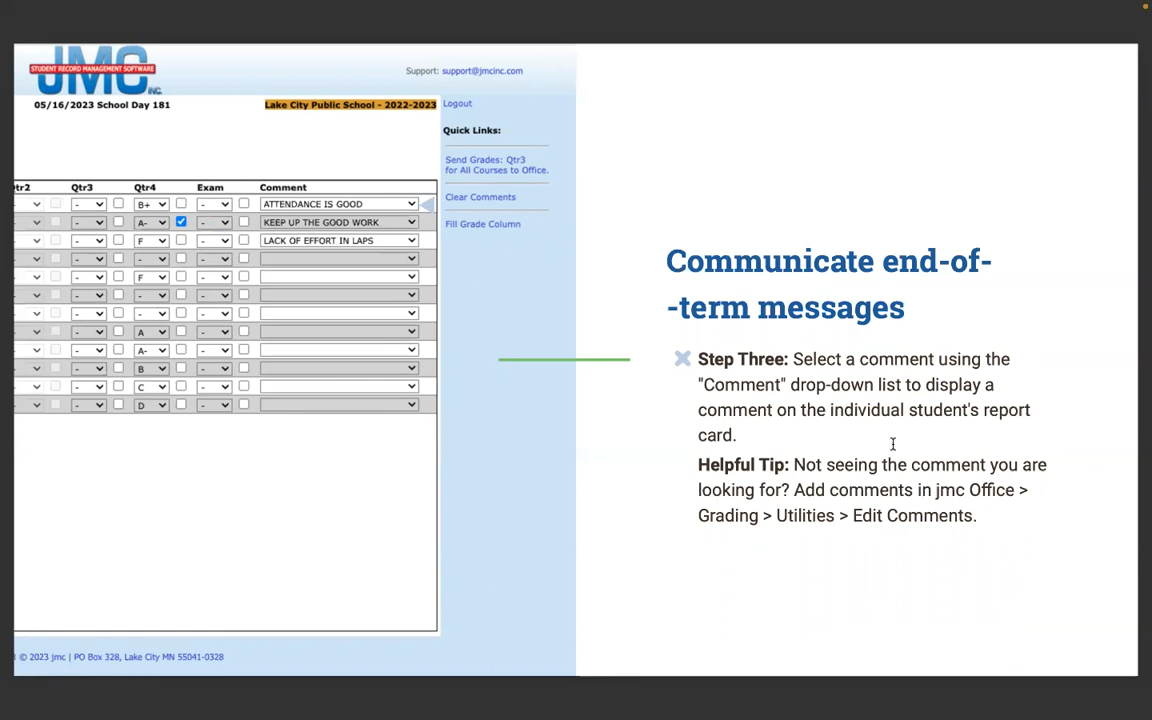 JMC
STUDENT RECORD MANAGEMENT SOFTWARE
INC.
Support: support@jmcinc.com
05/16/2023 School Day 181
Lake City Public School - 2022-2023
Logout
Quick Links:
Send Grades: Qtr3
for All Courses to Office.
Clear Comments
Fill Grade Column
tr2 Qtr3 Qtr4 Exam Comment
- B+ - ATTENDANCE IS GOOD
- A- - KEEP UP THE GOOD WORK
- F - LACK OF EFFORT IN LAPS
- - -
- F -
- - -
- - -
- A -
- A- -
- B -
- C -
- D -
© 2023 jmc | PO Box 328, Lake City MN 55041-0328
Communicate end-of-
-term messages
Step Three: Select a comment using the
"Comment" drop-down list to display a
comment on the individual student's report
card.
Helpful Tip: Not seeing the comment you are
looking for? Add comments in jmc Office >
Grading > Utilities > Edit Comments.